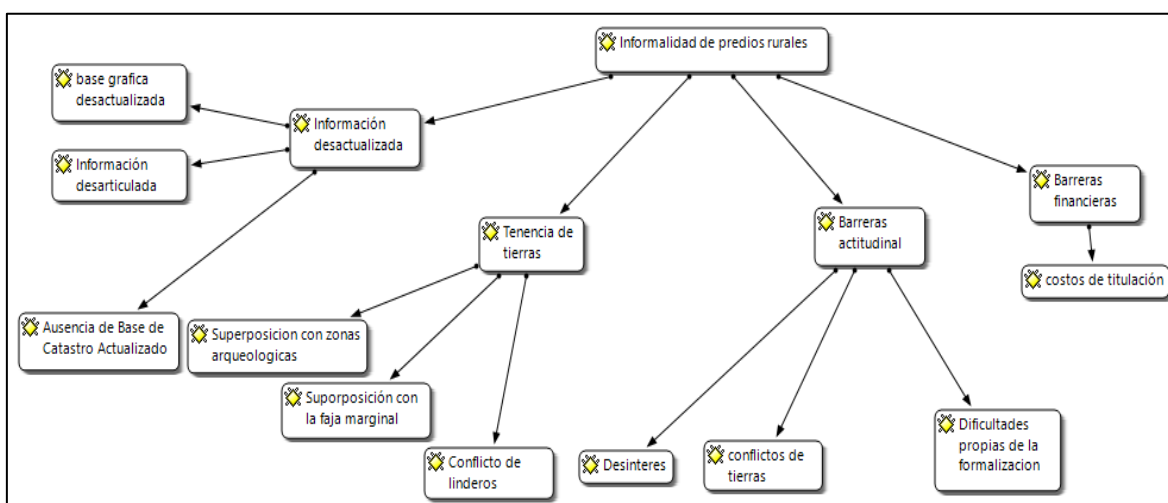 Informalidad de predios rurales
base grafica
desactualizada
Información
desactualizada
Información
desarticulada
Barreras
financieras
Tenencia de
tierras
Barreras
actitudinal
costos de titulación
Ausencia de Base de
Catastro Actualizado
Superposicion con zonas
arqueologicas
Suporposición con
la faja marginal
Conflicto de
linderos
Desinteres
conflictos de
tierras
Dificultades
propias de la
formalizacion